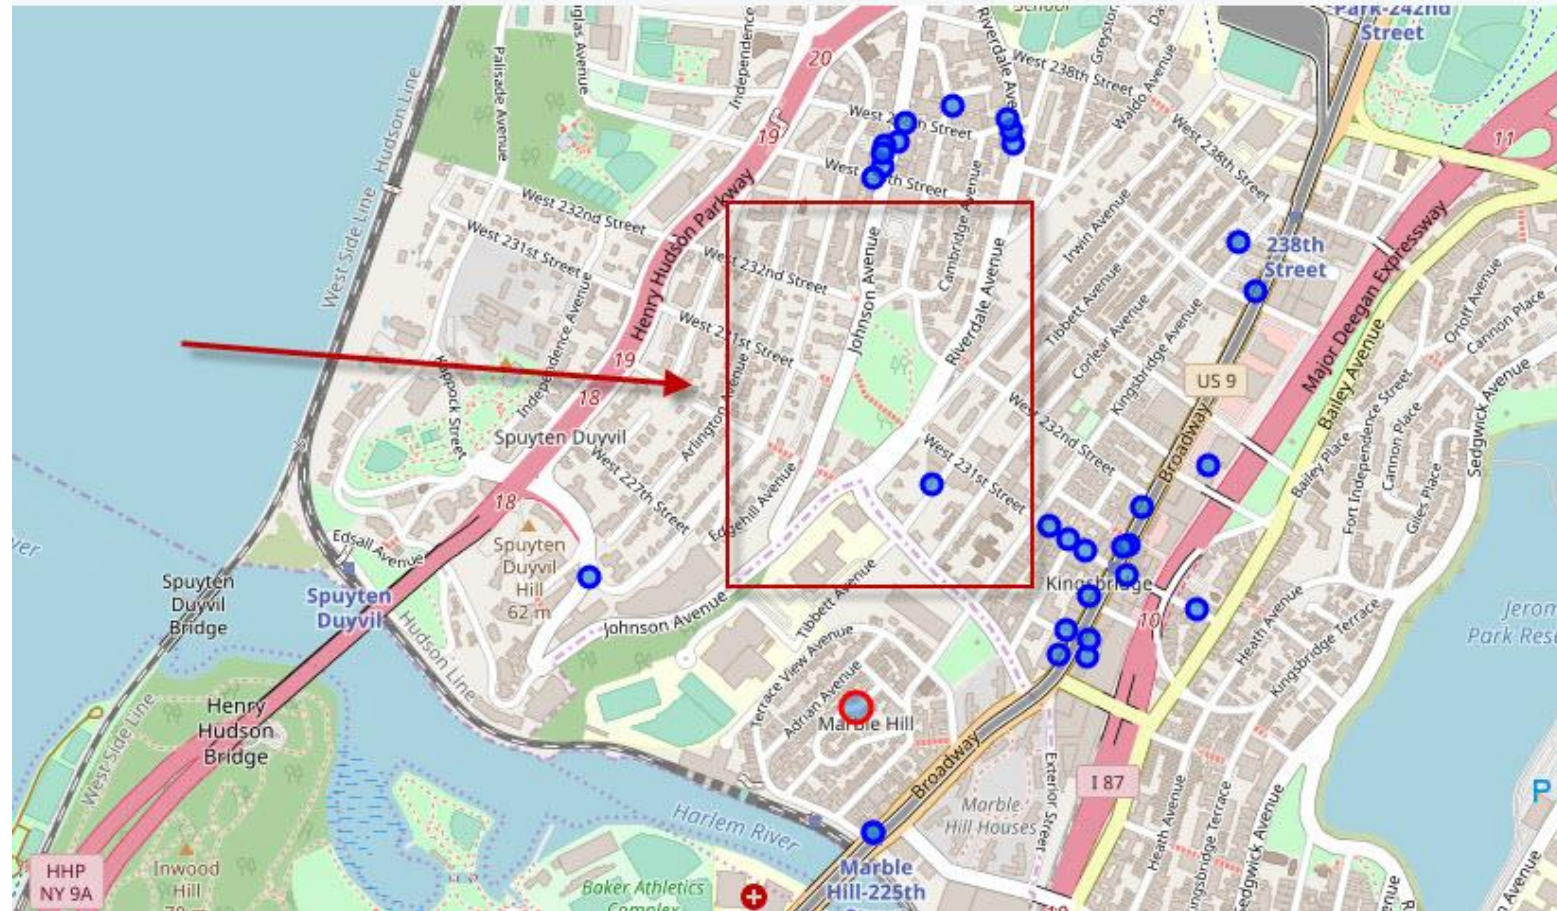 School
Park-242nd
Street
Riverdale Ave
Greyston
Independence
Palisade Avenue
glas Avenue
20
West 238th Street
Waldo Avenue
11
19
West Side Line
Hudson Line
West 238th Street
West 232nd Street
West 231st Street
Henry Hudson Parkway
West 232nd Street
Cambridge Avenue
Irwin Avenue
238th
Street
Johnson Avenue
Riverdale Avenue
Tibbett Avenue
Corlear Avenue
Kingsbridge Avenue
Major Deegan Expressway
Orloff Avenue
Cannon Place
West 231st Street
Independence Avenue
19
18
Kappock Street
US 9
Bailey Avenue
Arlington Avenue
Spuyten Duyvil
West 227th Street
West 232nd Street
West 231st Street
Broadway
Bailey Place
Fort Independence Street
Cannon Place
Giles Place
Sedgwick Avenue
18
Edgehill Avenue
Edsall Avenue
Spuyten
Duyvil
Hill
62 m
Spuyten
Duyvil
Bridge
Spuyten
Duyvil
Hudson Line
Johnson Avenue
Tibbett Avenue
Kingsbridge
10
Heath Avenue
Kingsbridge Terrace
Jerom
Park Rese
Terrace View Avenue
Adrian Avenue
Marble Hill
Henry
Hudson
Bridge
West Side Line
Broadway
Exterior Street
I 87
Marble
Hill Houses
Harlem River
Heath Avenue
Kingsbridge Terrace
Sedgwick Avenue
P
HHP
NY 9A
Inwood
Hill
Baker Athletics
Complex
Marble
Hill-225th